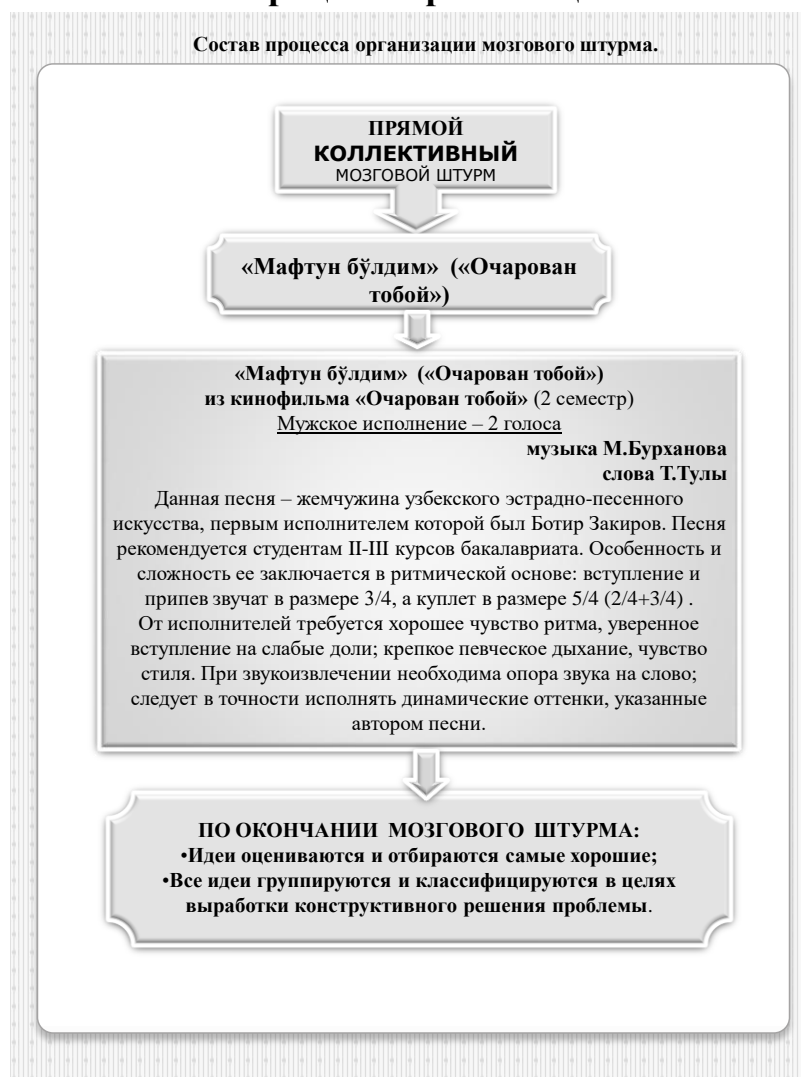 Состав процесса организации мозгового штурма.
ПРЯМОЙ
КОЛЛЕКТИВНЫЙ
МОЗГОВОЙ ШТУРМ
«Мафтун бўлдим» («Очарован
тобой»)
«Мафтун бўлдим» («Очарован тобой»)
из кинофильма «Очарован тобой» (2 семестр)
Мужское исполнение – 2 голоса
музыка М.Бурханова
слова Т.Тулы
Данная песня – жемчужина узбекского эстрадно-песенного
искусства, первым исполнителем которой был Ботир Закиров. Песня
рекомендуется студентам II-III курсов бакалавриата. Особенность и
сложность ее заключается в ритмической основе: вступление и
припев звучат в размере 3/4, а куплет в размере 5/4 (2/4+3/4) .
От исполнителей требуется хорошее чувство ритма, уверенное
вступление на слабые доли; крепкое певческое дыхание, чувство
стиля. При звукоизвлечении необходима опора звука на слово;
следует в точности исполнять динамические оттенки, указанные
автором песни.
ПО ОКОНЧАНИИ МОЗГОВОГО ШТУРМА:
•Идеи оцениваются и отбираются самые хорошие;
•Все идеи группируются и классифицируются в целях
выработки конструктивного решения проблемы.